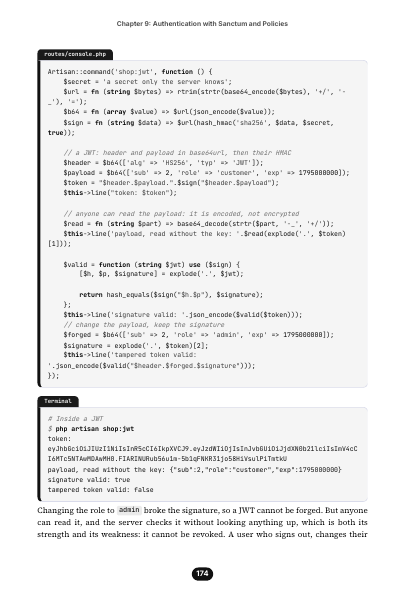 Chapter 9: Authentication with Sanctum and Policies
routes/console.php
Artisan::command('shop:jwt', function () {
$secret = 'a secret only the server knows';
$url = fn (string $bytes) => rtrim(strtr(base64_encode($bytes), '+/', '-
_'), '=');
$b64 = fn (array $value) => $url(json_encode($value));
$sign = fn (string $data) => $url(hash_hmac('sha256', $data, $secret,
true));
// a JWT: header and payload in base64url, then their HMAC
$header = $b64(['alg' => 'HS256', 'typ' => 'JWT']);
$payload = $b64(['sub' => 2, 'role' => 'customer', 'exp' => 1795000000]);
$token = "$header.$payload.".$sign("$header.$payload");
$this->line("token: $token");
// anyone can read the payload: it is encoded, not encrypted
$read = fn (string $part) => base64_decode(strtr($part, '-_', '+/'));
$this->line('payload, read without the key: '.$read(explode('.', $token)
[1]));
$valid = function (string $jwt) use ($sign) {
[$h, $p, $signature] = explode('.', $jwt);
return hash_equals($sign("$h.$p"), $signature);
};
$this->line('signature valid: '.json_encode($valid($token)));
// change the payload, keep the signature
$forged = $b64(['sub' => 2, 'role' => 'admin', 'exp' => 1795000000]);
$signature = explode('.', $token)[2];
$this->line('tampered token valid:
'.json_encode($valid("$header.$forged.$signature")));
});
Terminal
# Inside a JWT
$ php artisan shop:jwt
token:
payload, read without the key: {"sub":2,"role":"customer","exp":1795000000}
signature valid: true
tampered token valid: false
Changing the role to admin broke the signature, so a JWT cannot be forged. But anyone
can read it, and the server checks it without looking anything up, which is both its
strength and its weakness: it cannot be revoked. A user who signs out, changes their
174